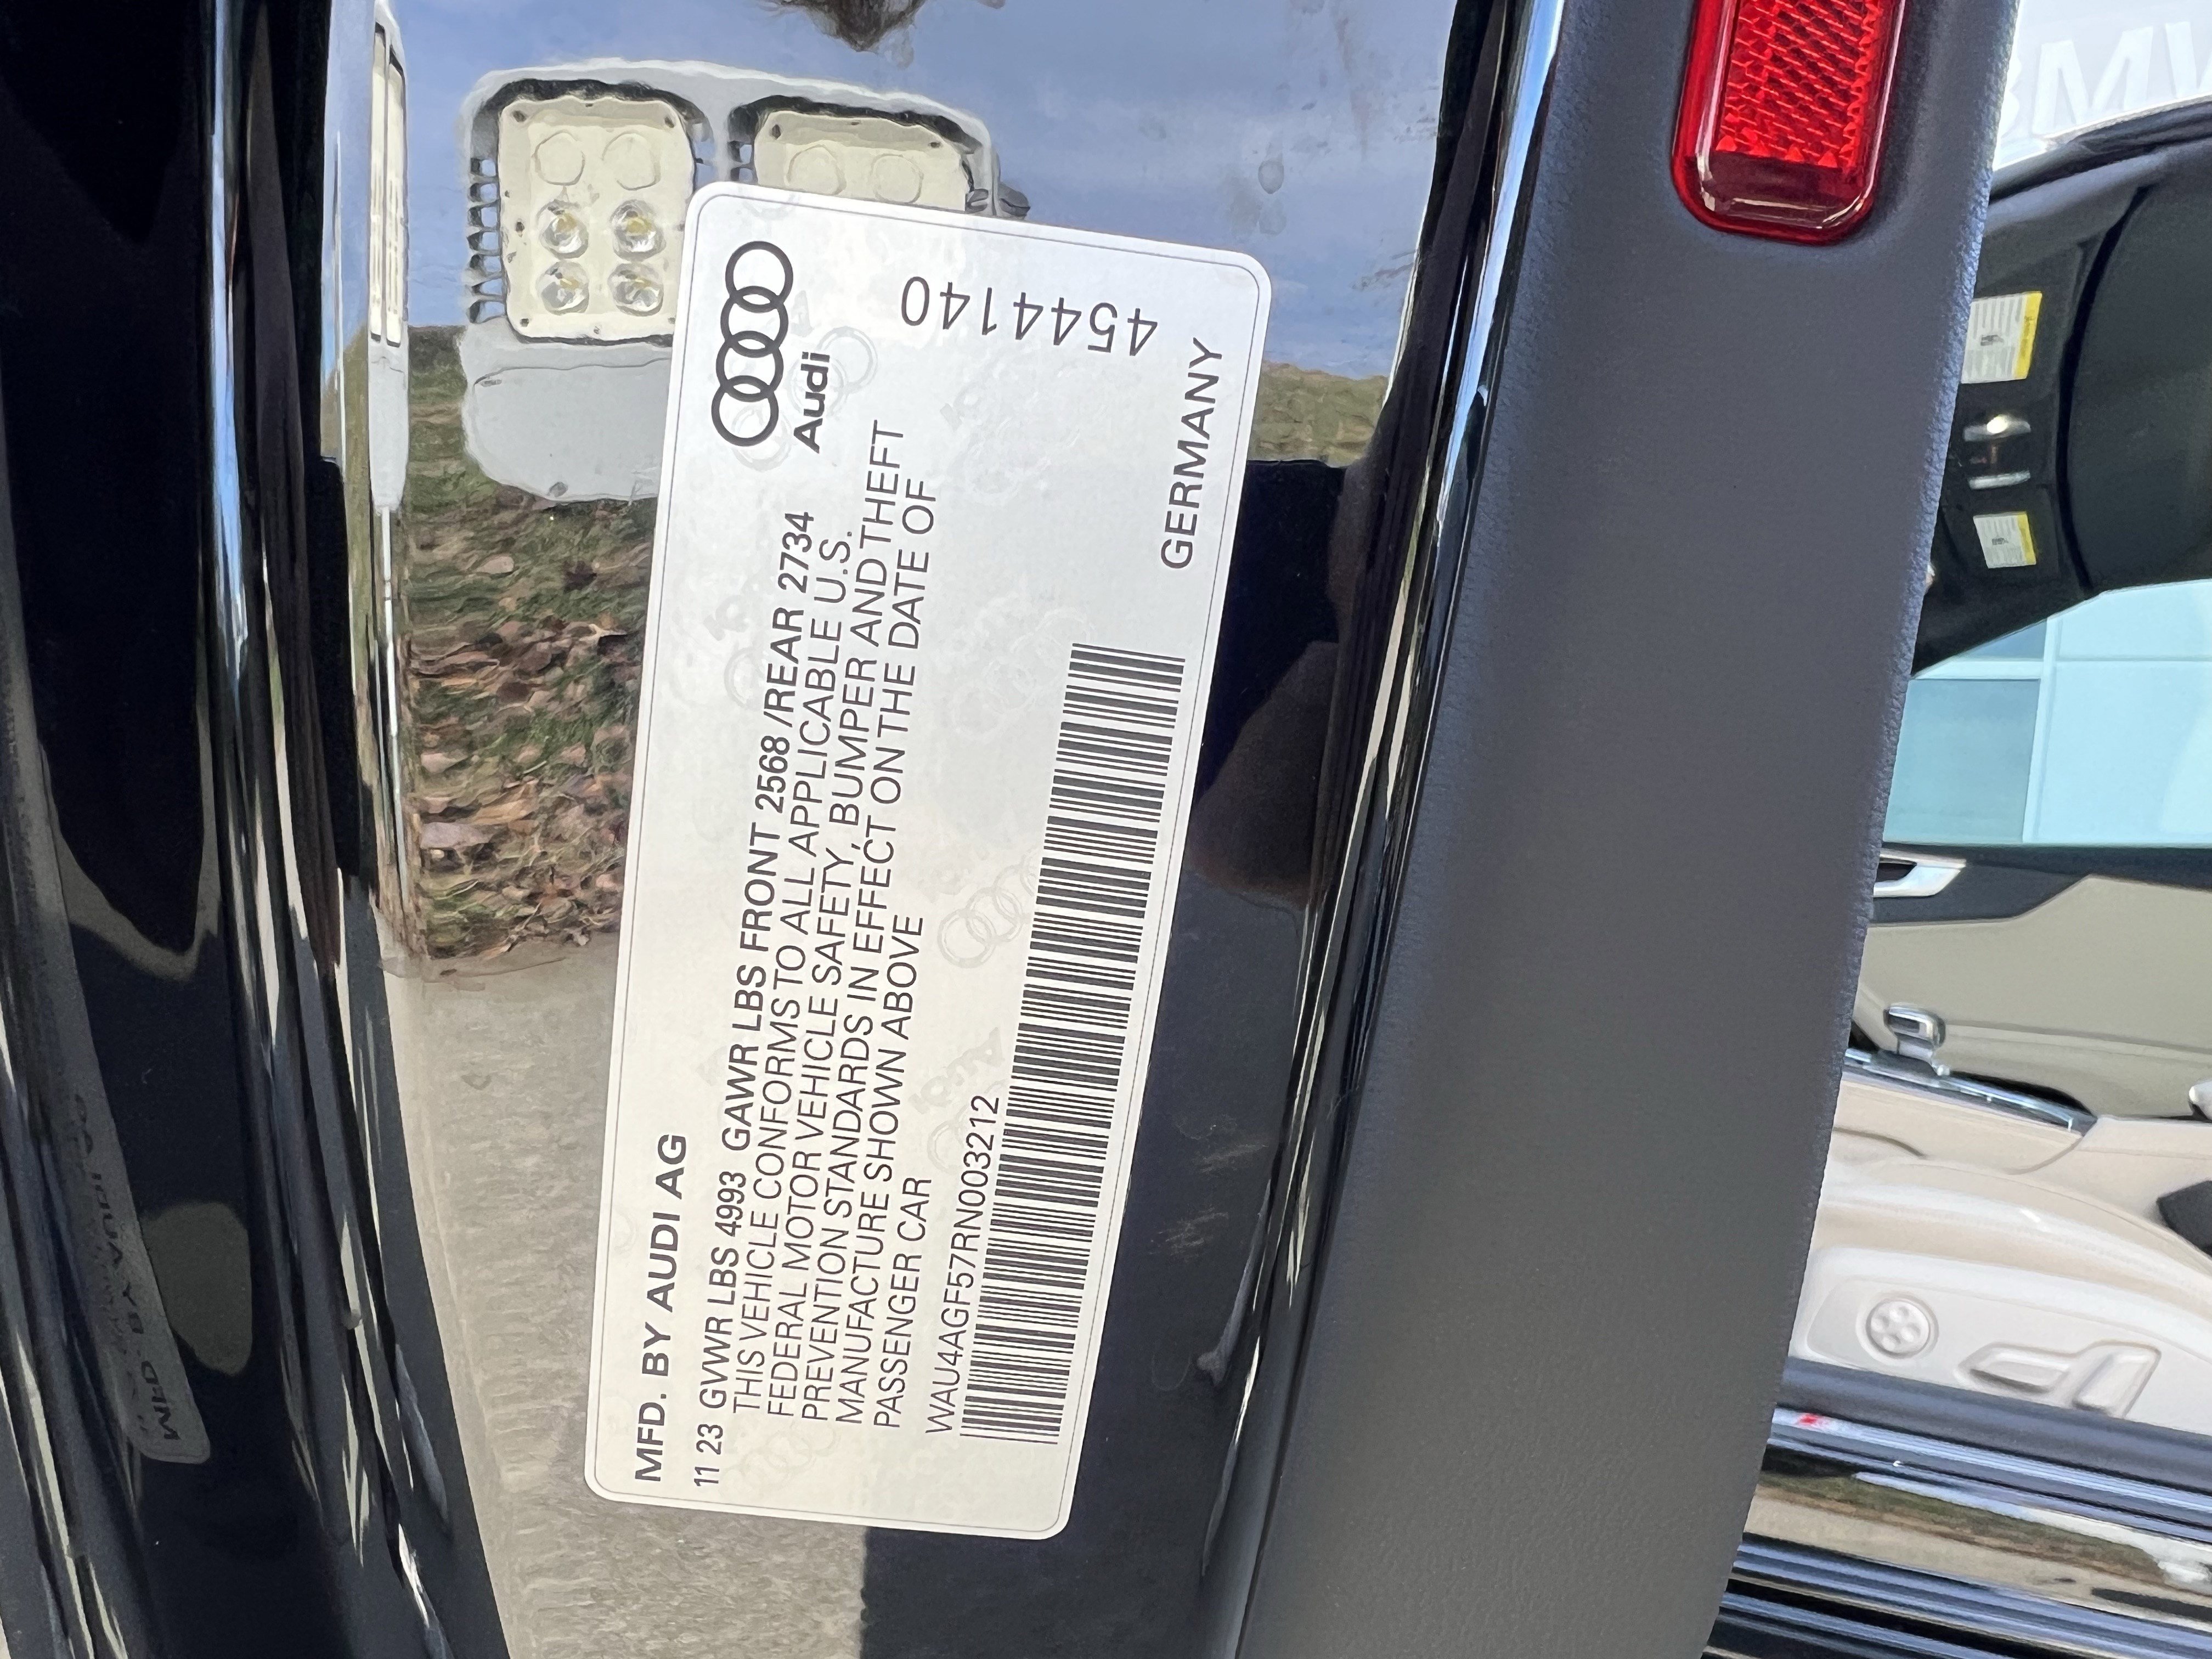 MFD. BY AUDI AG
11 23 GVWR LBS 4993 GAWR LBS FRONT 2568 /REAR 2734
THIS VEHICLE CONFORMS TO ALL APPLICABLE U.S.
FEDERAL MOTOR VEHICLE SAFETY, BUMPER AND THEFT
PREVENTION STANDARDS IN EFFECT ON THE DATE OF
MANUFACTURE SHOWN ABOVE
PASSENGER CAR
WAU4AGF57RN003212
Audi
4544140
GERMANY